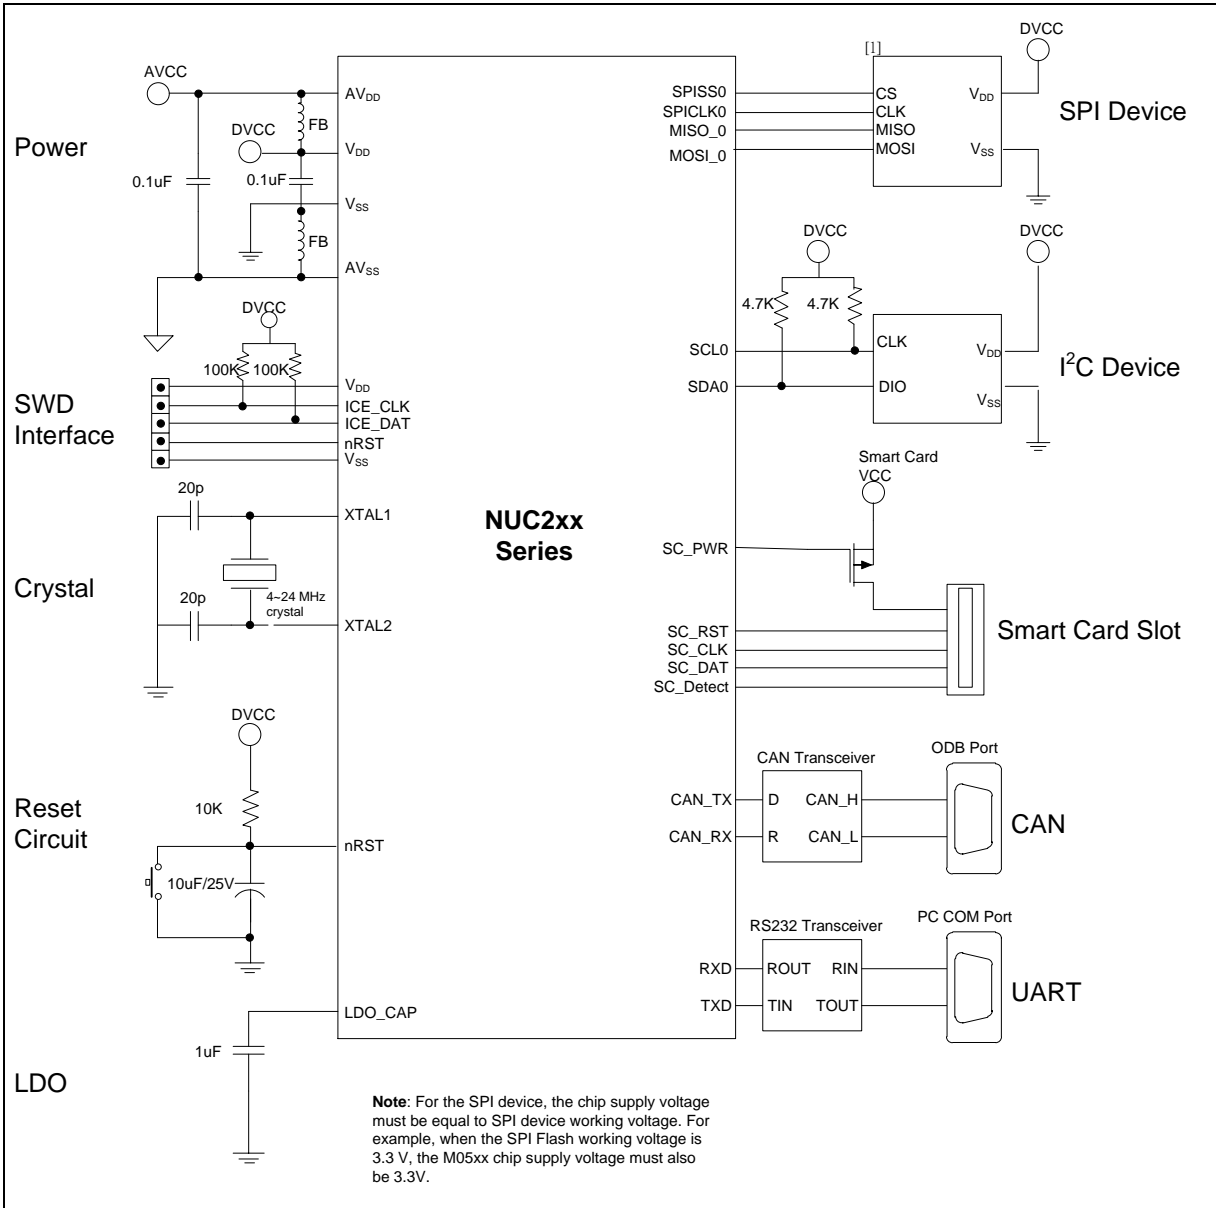 Power
AVCC
AVDD
FB
DVCC
VDD
0.1uF
0.1uF
VSS
FB
AVSS
SWD
Interface
DVCC
100K
100K
VDD
ICE_CLK
ICE_DAT
nRST
VSS
Crystal
20p
XTAL1
20p
4~24 MHz
crystal
XTAL2
Reset
Circuit
DVCC
10K
nRST
10uF/25V
LDO
LDO_CAP
1uF
NUC2xx
Series
SPISS0
SPICLK0
MISO_0
MOSI_0
[1]
CS
CLK
MISO
MOSI
VDD
VSS
DVCC
SPI Device
DVCC
4.7K
4.7K
SCL0
SDA0
CLK
DIO
VDD
VSS
DVCC
I2C Device
Smart Card
VCC
SC_PWR
SC_RST
SC_CLK
SC_DAT
SC_Detect
Smart Card Slot
CAN Transceiver
ODB Port
CAN_TX
D
CAN_H
CAN_RX
R
CAN_L
CAN
RS232 Transceiver
PC COM Port
RXD
ROUT
RIN
TXD
TIN
TOUT
UART
Note: For the SPI device, the chip supply voltage
must be equal to SPI device working voltage. For
example, when the SPI Flash working voltage is
3.3 V, the M05xx chip supply voltage must also
be 3.3V.